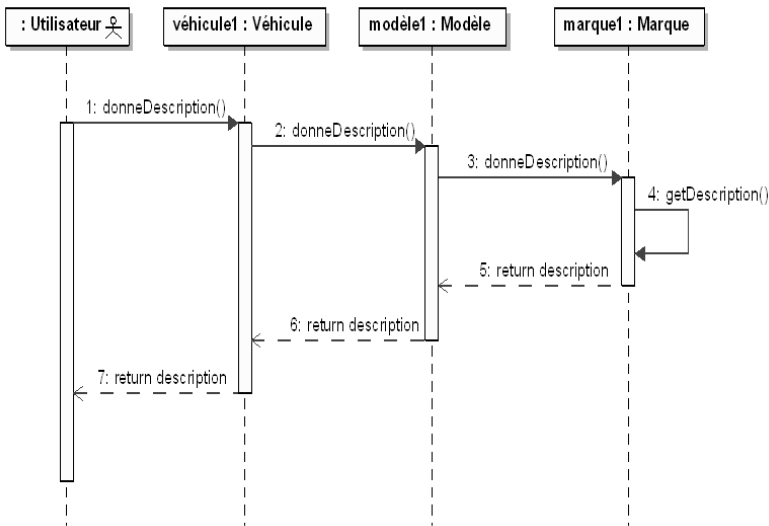 : Utilisateur
véhicule1 : Véhicule
modèle1 : Modèle
marque1 : Marque
1: donneDescription()
2: donneDescription()
3: donneDescription()
4: getDescription()
5: return description
6: return description
7: return description